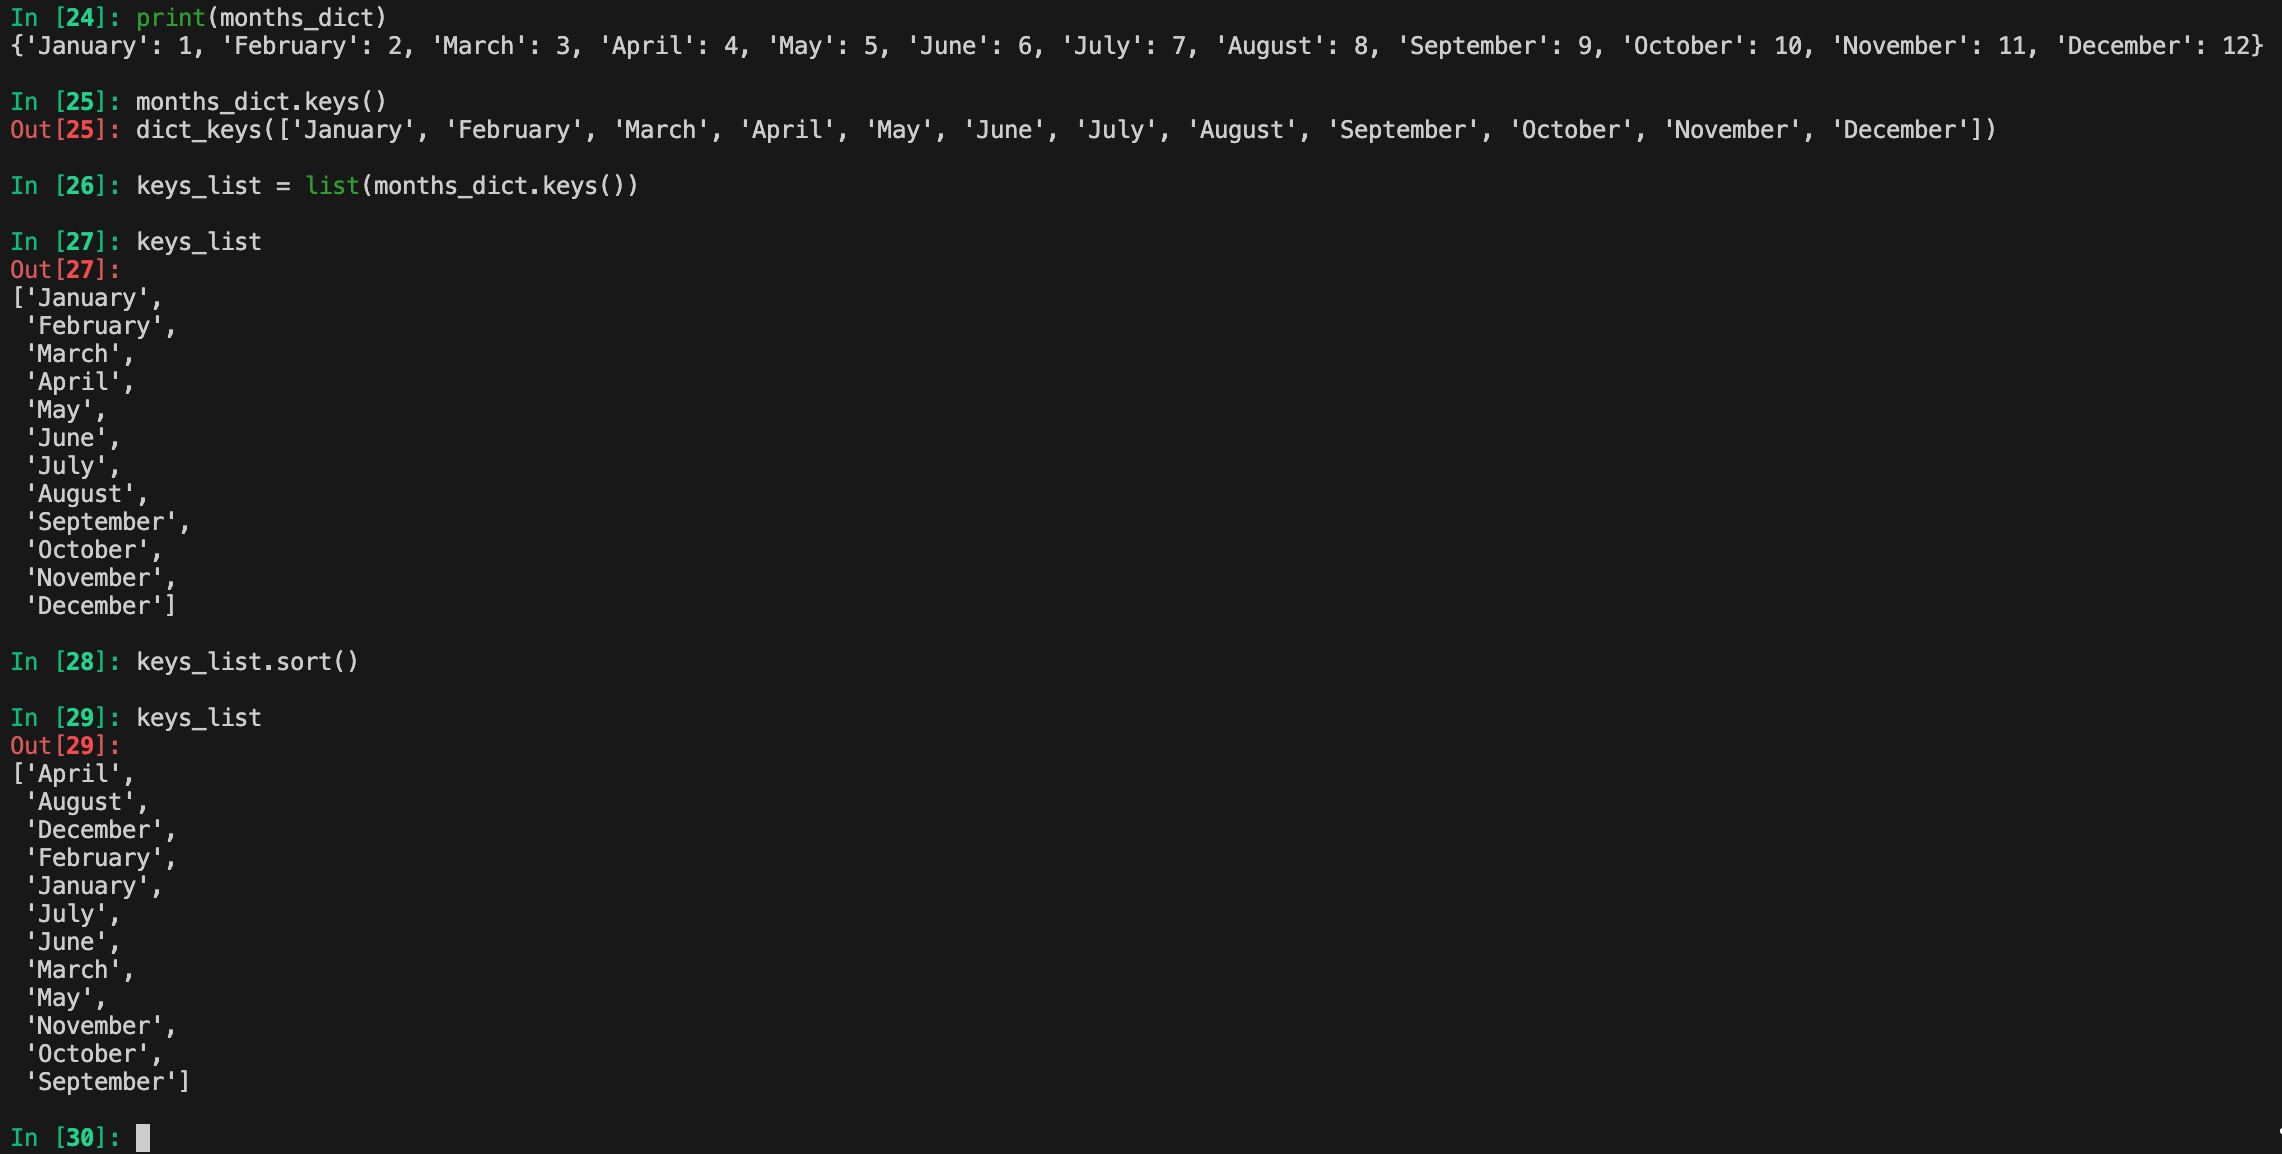 In [24]: print(months_dict)
{'January': 1, 'February': 2, 'March': 3, 'April': 4, 'May': 5, 'June': 6, 'July': 7, 'August': 8, 'September': 9, 'October': 10, 'November': 11, 'December': 12}
In [25]: months_dict.keys()
Out[25]: dict_keys(['January', 'February', 'March', 'April', 'May', 'June', 'July', 'August', 'September', 'October', 'November', 'December'])
In [26]: keys_list = list(months_dict.keys())
In [27]: keys_list
Out[27]:
['January',
 'February',
 'March',
 'April',
 'May',
 'June',
 'July',
 'August',
 'September',
 'October',
 'November',
 'December']
In [28]: keys_list.sort()
In [29]: keys_list
Out[29]:
['April',
 'August',
 'December',
 'February',
 'January',
 'July',
 'June',
 'March',
 'May',
 'November',
 'October',
 'September']
In [30]: